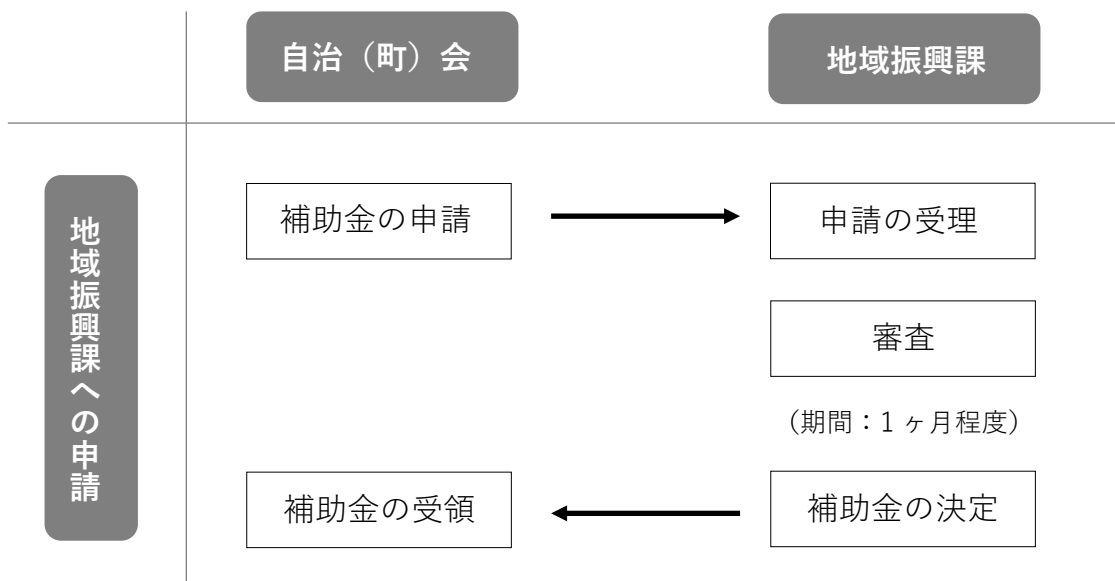 自治（町）会
地域振興課
地域振興課への申請
補助金の申請
申請の受理
審査
（期間：1ヶ月程度）
補助金の受領
補助金の決定